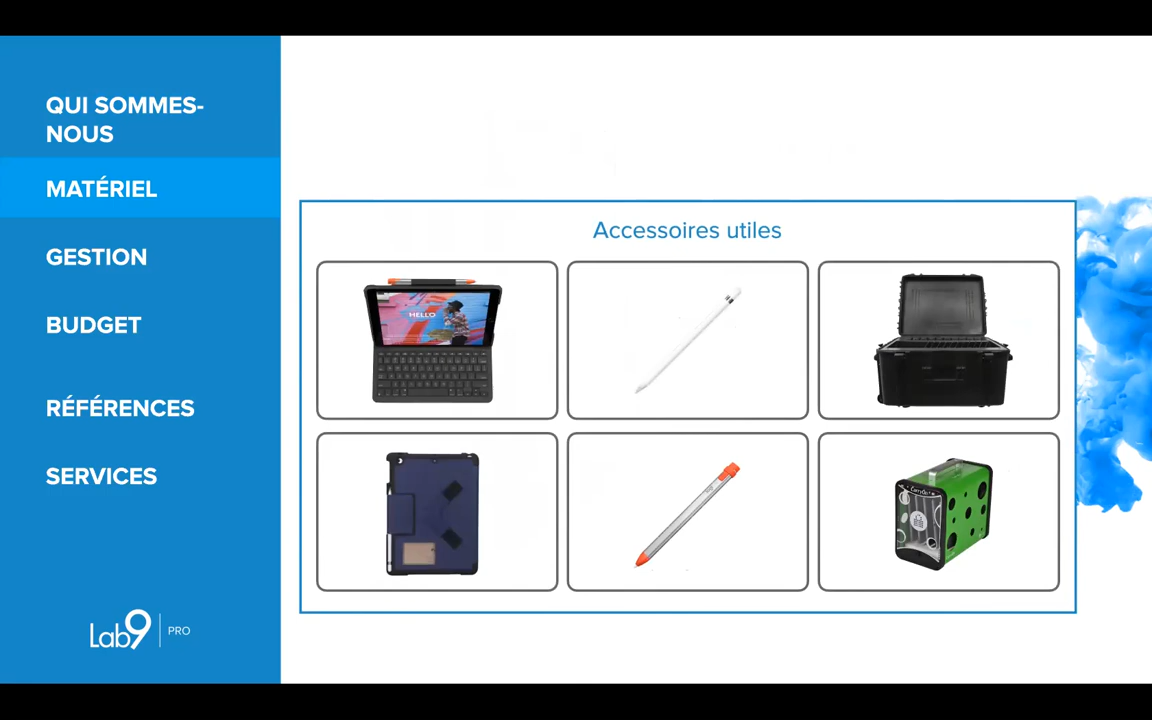 QUI SOMMES-
NOUS
MATÉRIEL
GESTION
BUDGET
RÉFÉRENCES
SERVICES
Lab9 PRO
Accessoires utiles
HELLO